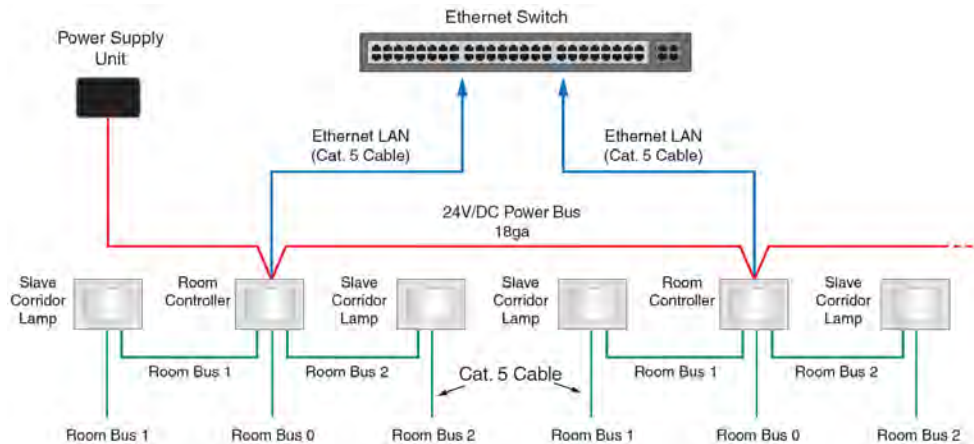 Ethernet Switch
Power Supply
Unit
Ethernet LAN
(Cat. 5 Cable)
Ethernet LAN
(Cat. 5 Cable)
24V/DC Power Bus
18ga
Slave
Corridor
Lamp
Room
Controller
Slave
Corridor
Lamp
Slave
Corridor
Lamp
Room
Controller
Slave
Corridor
Lamp
Room Bus 1
Room Bus 2
Cat. 5 Cable
Room Bus 1
Room Bus 2
Room Bus 1
Room Bus 0
Room Bus 2
Room Bus 1
Room Bus 0
Room Bus 2